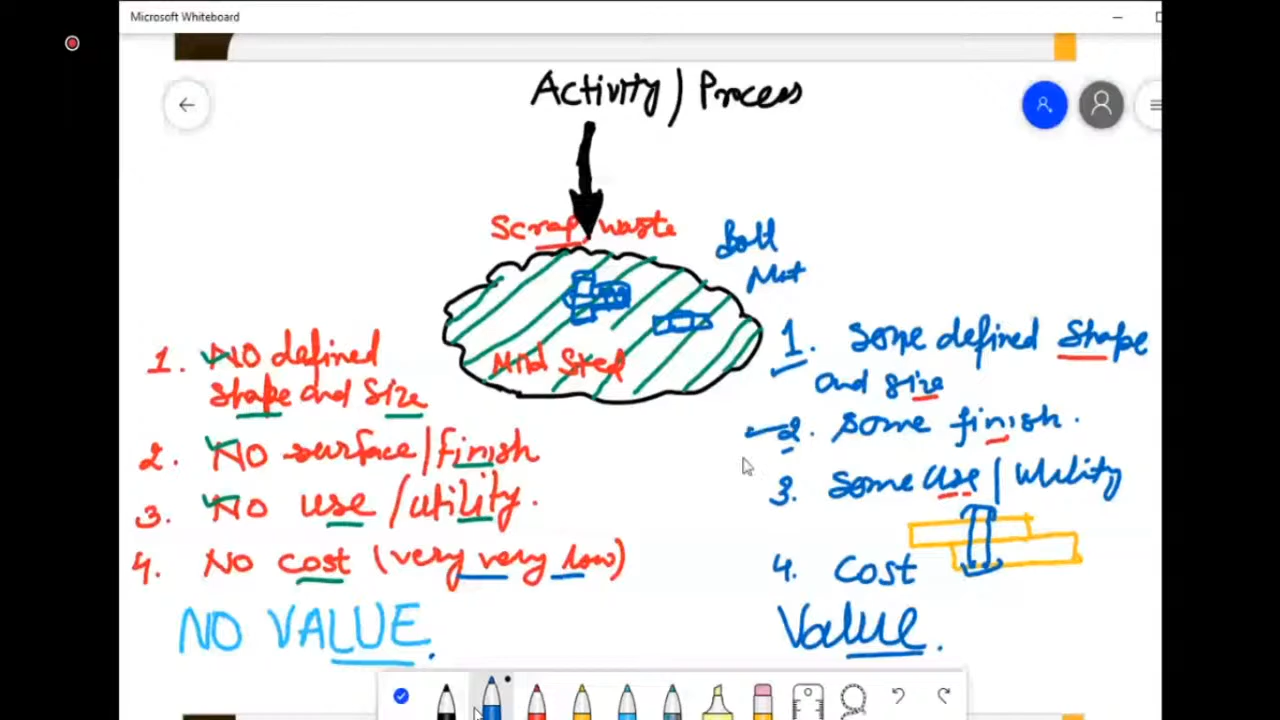 Microsoft Whiteboard
Activity / Process
Scrap, waste
Bolt
Nut
Mild Steel
1. NO defined
shape and Size
2. NO surface/finish
3. NO use /utility.
4. No cost (very very low)
NO VALUE.
1. Some defined Shape
and size
2. Some finish.
3. Some use / Utility
4. Cost
Value.